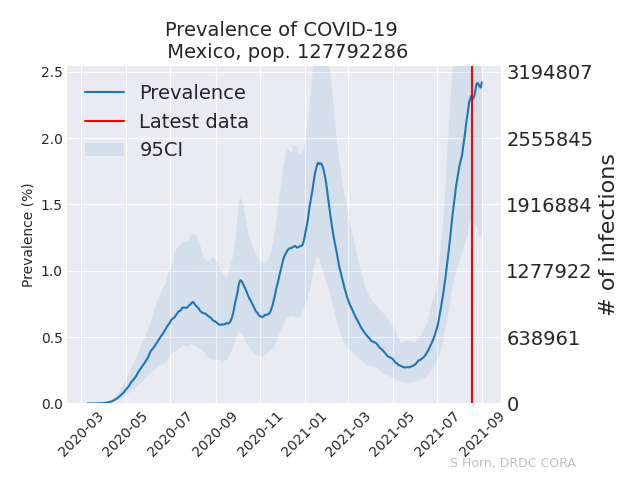 Prevalence of COVID-19
Mexico, pop. 127792286
Prevalence
Latest data
95CI
Prevalence (%)
2.5
2.0
1.5
1.0
0.5
0.0
3194807
2555845
1916884
1277922
638961
0
# of infections
2020-03
2020-05
2020-07
2020-09
2020-11
2021-01
2021-03
2021-05
2021-07
2021-09
S Horn, DRDC CORA